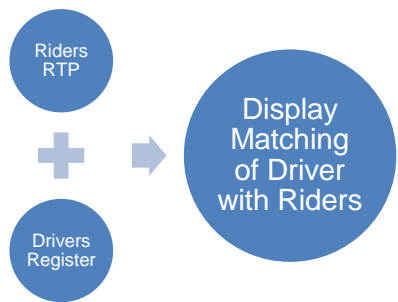 Riders
RTP
Drivers
Register
Display
Matching
of Driver
with Riders